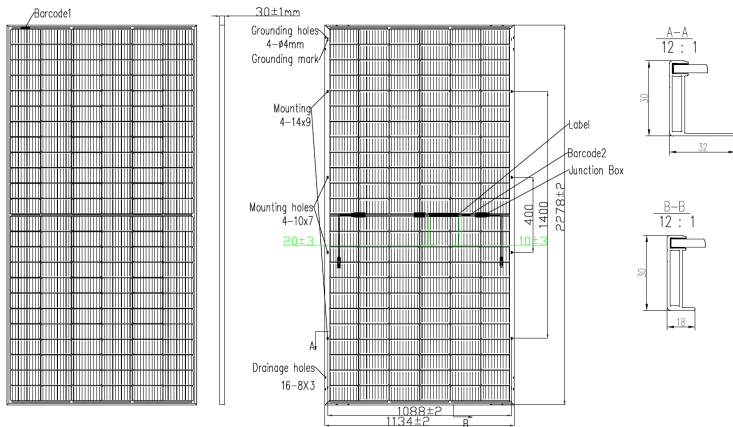 Barcode1
30±1mm
Grounding holes
4-ø4mm
Grounding mark
Mounting
4-14x9
Mounting holes
4-10x7
20±3
A
Drainage holes
16-8X3
1088±2
1134±2
B
10±3
400
1400
2278±2
Label
Barcode2
Junction Box
A-A
12 : 1
30
32
B-B
12 : 1
30
18